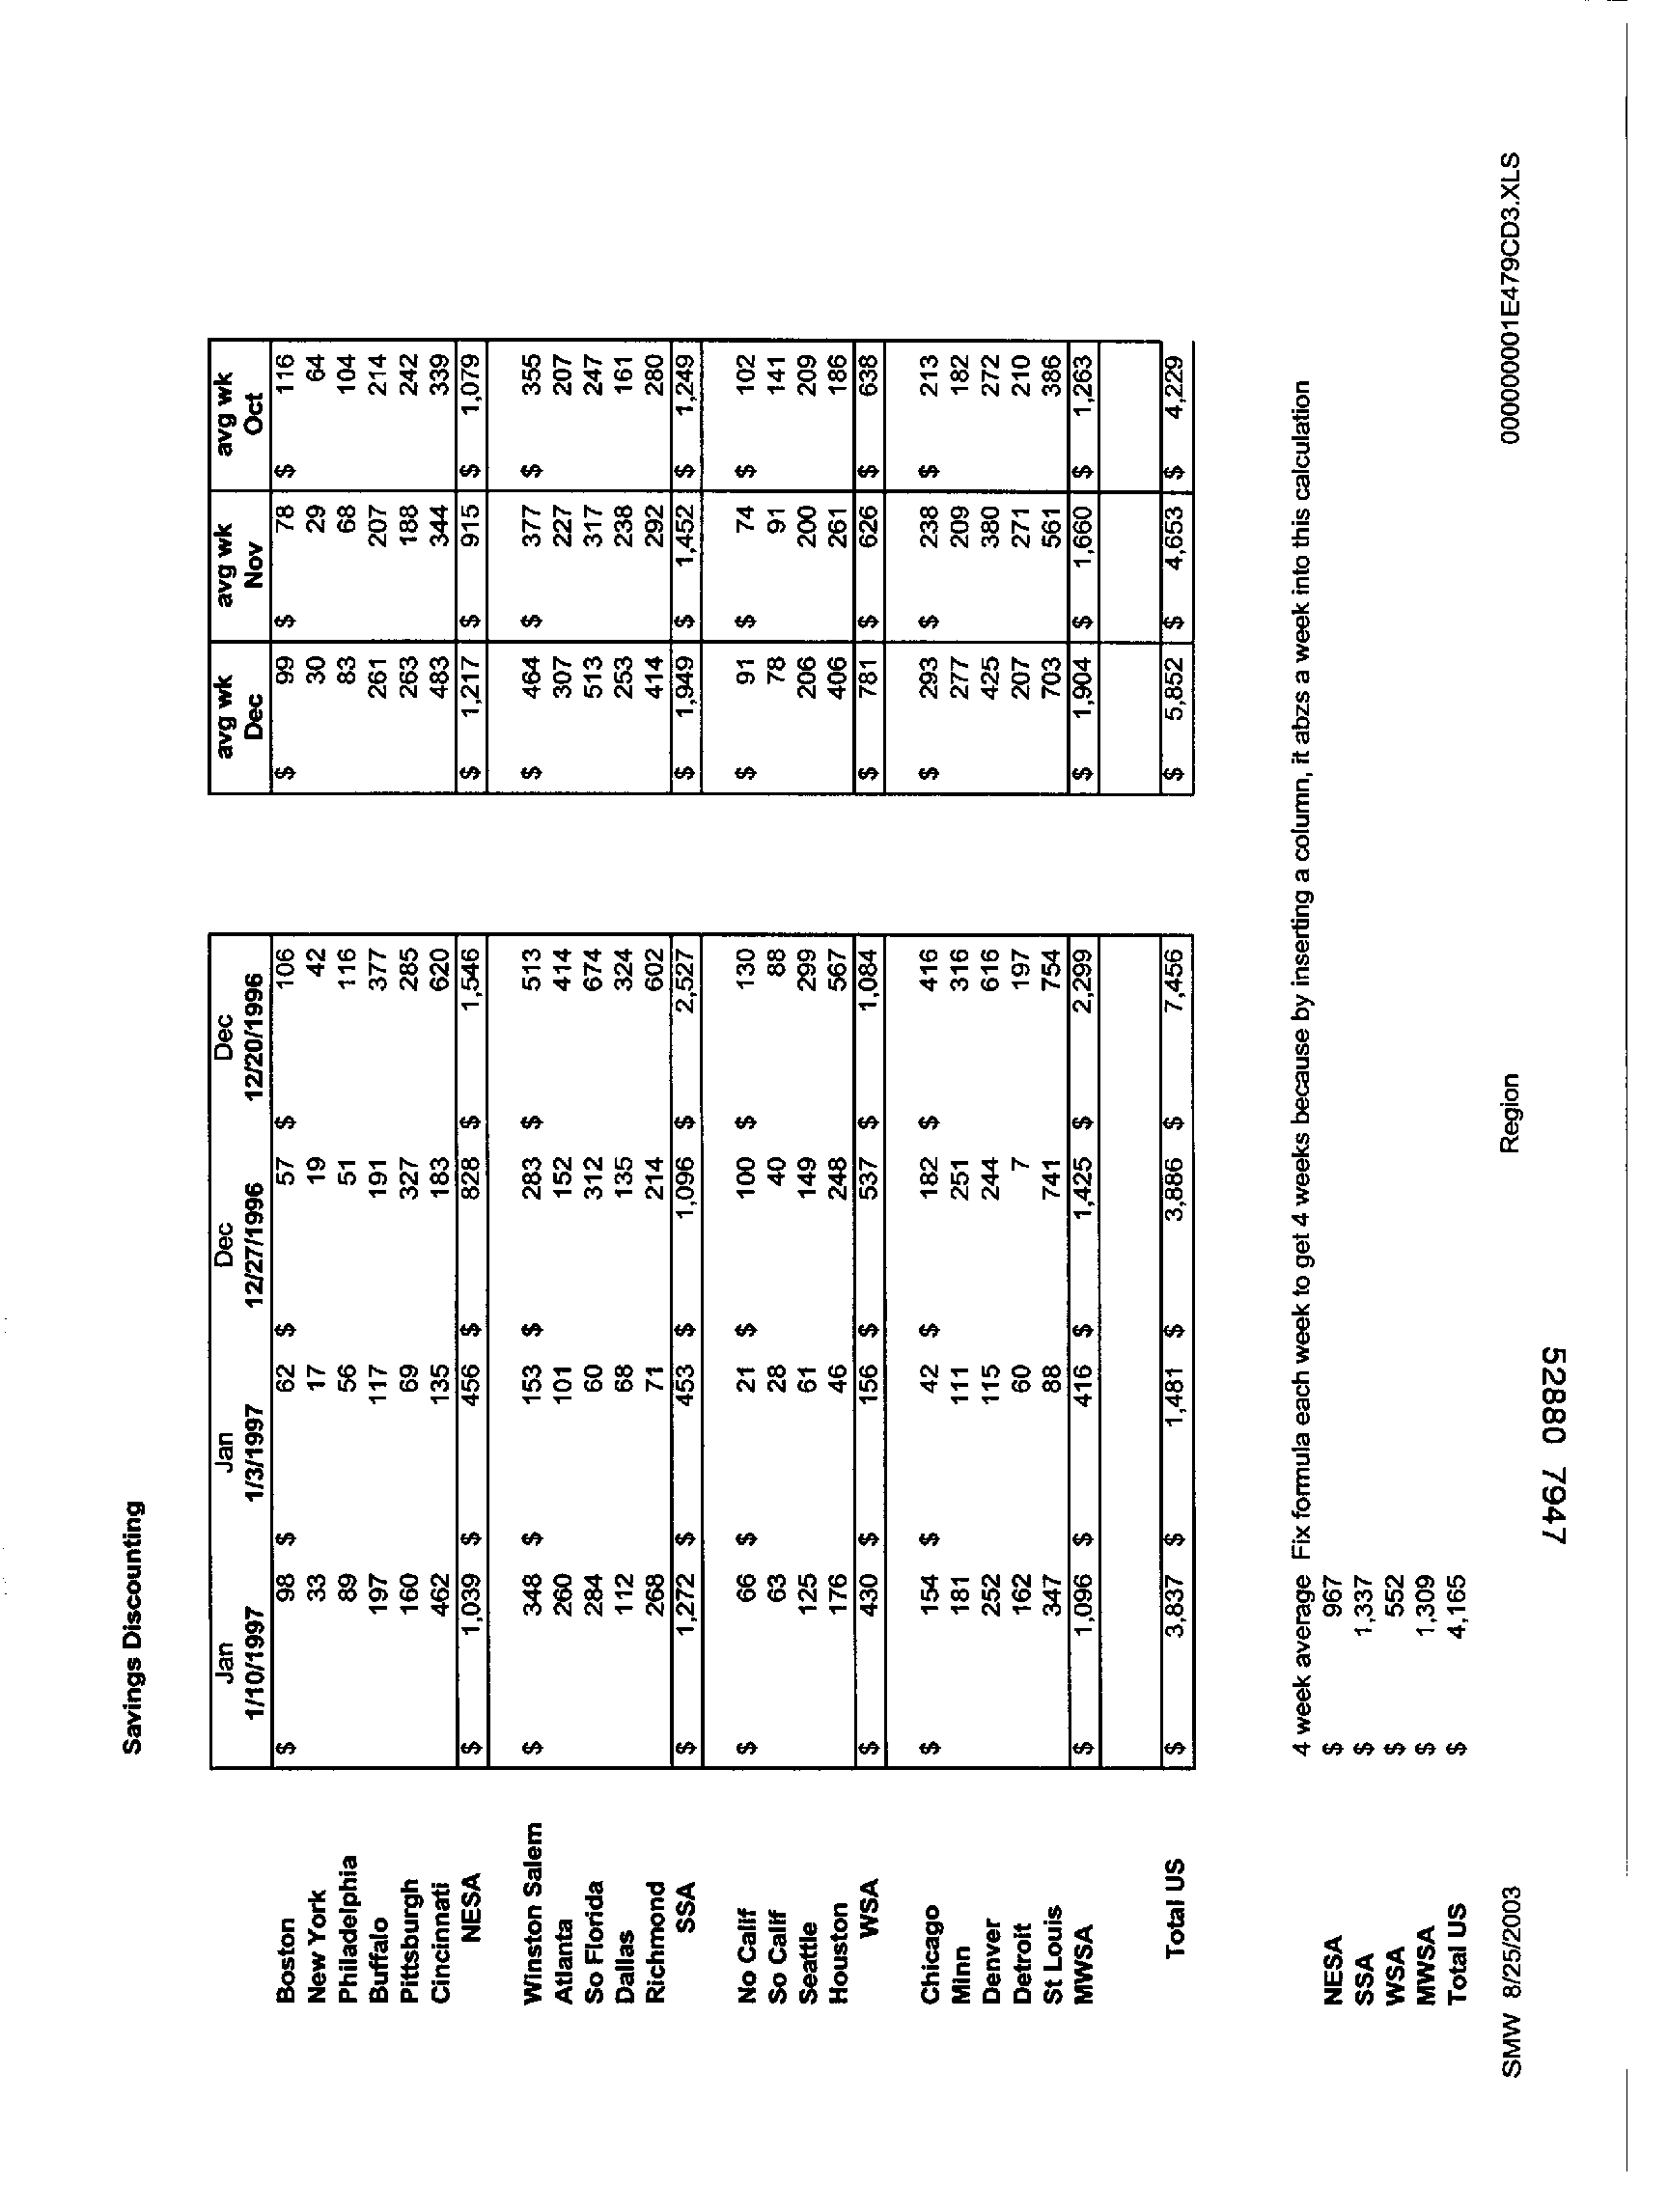 Savings Discounting
Jan Jan Dec Dec avg wk avg wk avg wk
1/10/1997 1/3/1997 12/27/1996 12/20/1996 Dec Nov Oct
Boston $ 98 $ 62 $ 57 $ 106 $ 99 $ 78 $ 116
New York 33 17 19 42 30 29 64
Philadelphia 89 56 51 116 83 68 104
Buffalo 197 117 191 377 261 207 214
Pittsburgh 160 69 327 285 263 188 242
Cincinnati 462 135 183 620 483 344 339
NESA $ 1,039 $ 456 $ 828 $ 1,546 $ 1,217 $ 915 $ 1,079
Winston Salem $ 348 $ 153 $ 283 $ 513 $ 464 $ 377 $ 355
Atlanta 260 101 152 414 307 227 207
So Florida 284 60 312 674 513 317 247
Dallas 112 68 135 324 253 238 161
Richmond 268 71 214 602 414 292 280
SSA $ 1,272 $ 453 $ 1,096 $ 2,527 $ 1,949 $ 1,452 $ 1,249
No Calif $ 66 $ 21 $ 100 $ 130 $ 91 $ 74 $ 102
So Calif 63 28 40 88 78 91 141
Seattle 125 61 149 299 206 200 209
Houston 176 46 248 567 406 261 186
WSA $ 430 $ 156 $ 537 $ 1,084 $ 781 $ 626 $ 638
Chicago $ 154 $ 42 $ 182 $ 416 $ 293 $ 238 $ 213
Minn 181 111 251 316 277 209 182
Denver 252 115 244 616 425 380 272
Detroit 162 60 7 197 207 271 210
St Louis 347 88 741 754 703 561 386
MWSA $ 1,096 $ 416 $ 1,425 $ 2,299 $ 1,904 $ 1,660 $ 1,263
Total US $ 3,837 $ 1,481 $ 3,886 $ 7,456 $ 5,852 $ 4,653 $ 4,229
4 week average Fix formula each week to get 4 weeks because by inserting a column, it abzs a week into this calculation
NESA $ 967
SSA $ 1,337
WSA $ 552
MWSA $ 1,309
Total US $ 4,165
SMW 8/25/2003 Region 000000001E479CD3.XLS
52880 7947